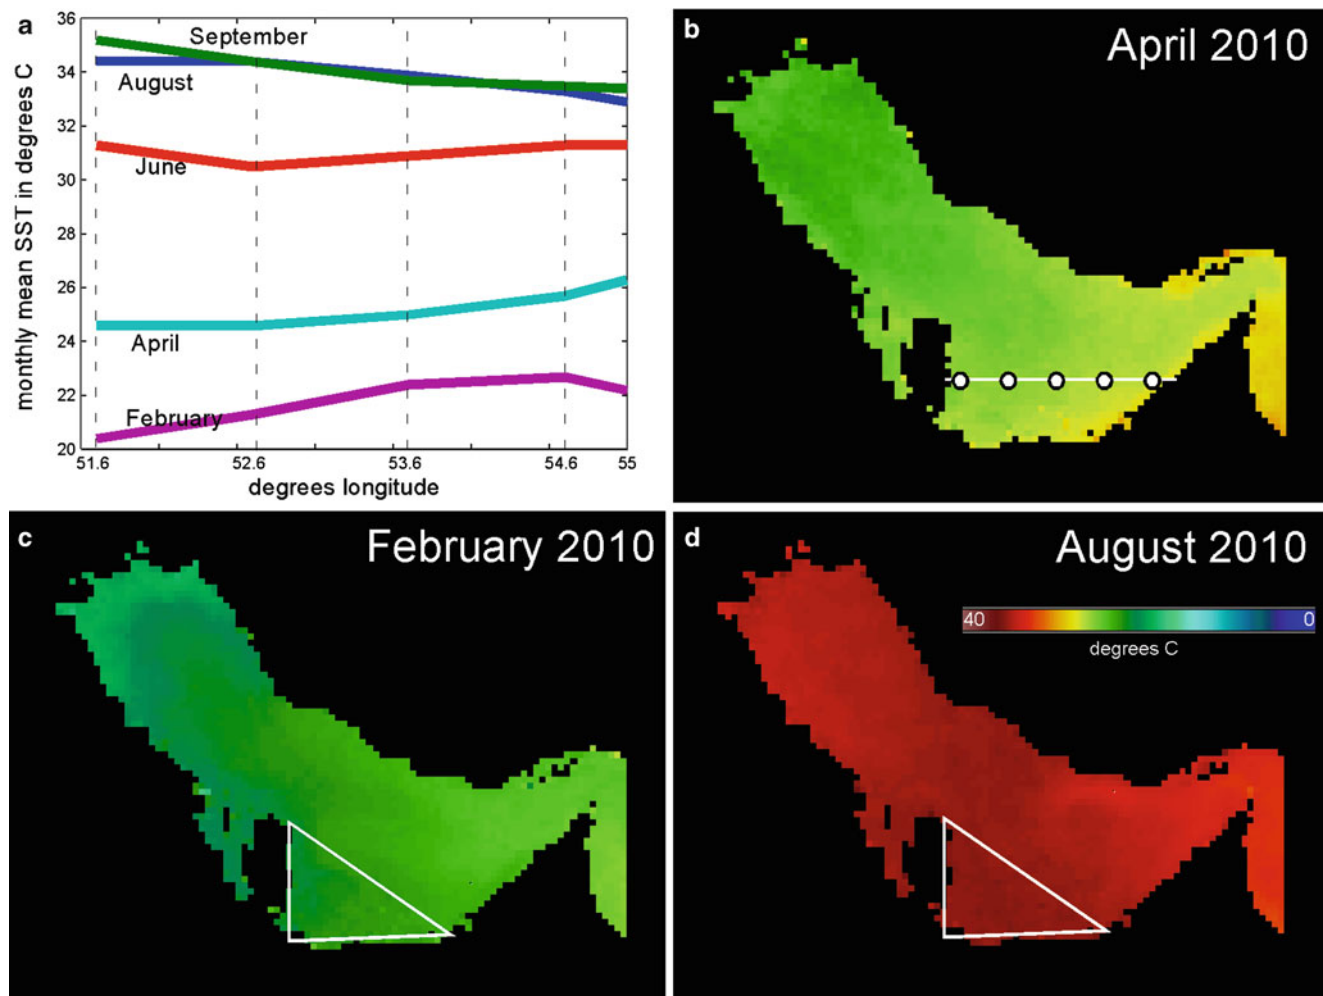 a
monthly mean SST in degrees C
36
34
32
30
28
26
24
22
20
September
August
June
April
February
51.6 52.6 53.6 54.6 55
degrees longitude
b
April 2010
c
February 2010
d
August 2010
40 0
degrees C